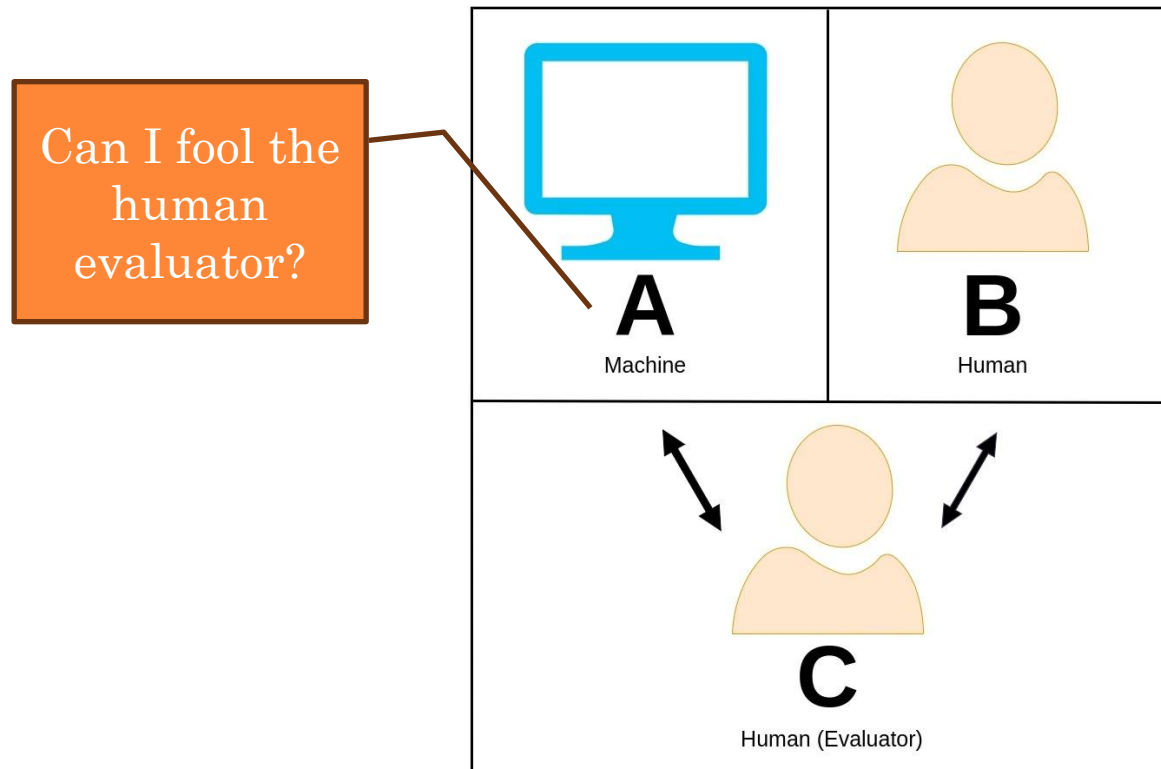 Can I fool the
human
evaluator?
A
Machine
B
Human
C
Human (Evaluator)